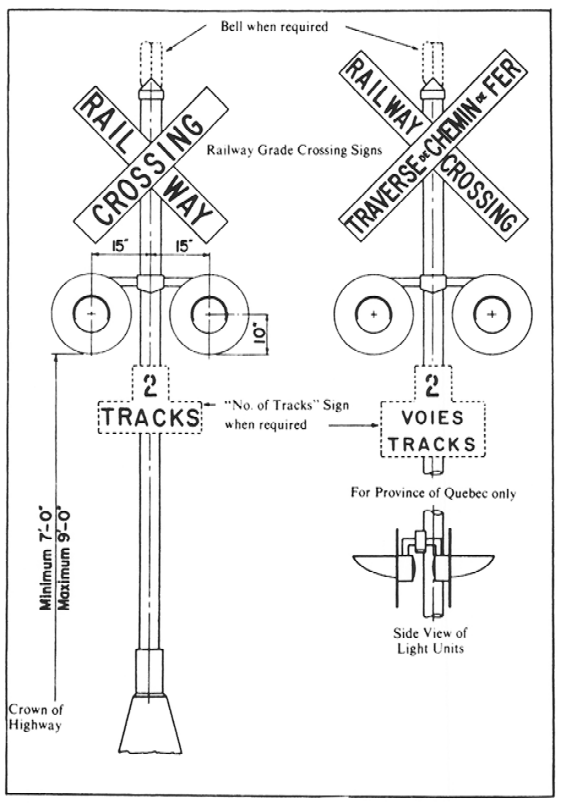 Bell when required
RAIL
WAY
CROSSING
Railway Grade Crossing Signs
RAILWAY
CROSSING
TRAVERSE DE CHEMIN DE FER
15" 15"
10"
2
TRACKS
"No. of Tracks" Sign
when required
2
VOIES
TRACKS
For Province of Quebec only
Minimum 7'-0"
Maximum 9'-0"
Side View of
Light Units
Crown of
Highway